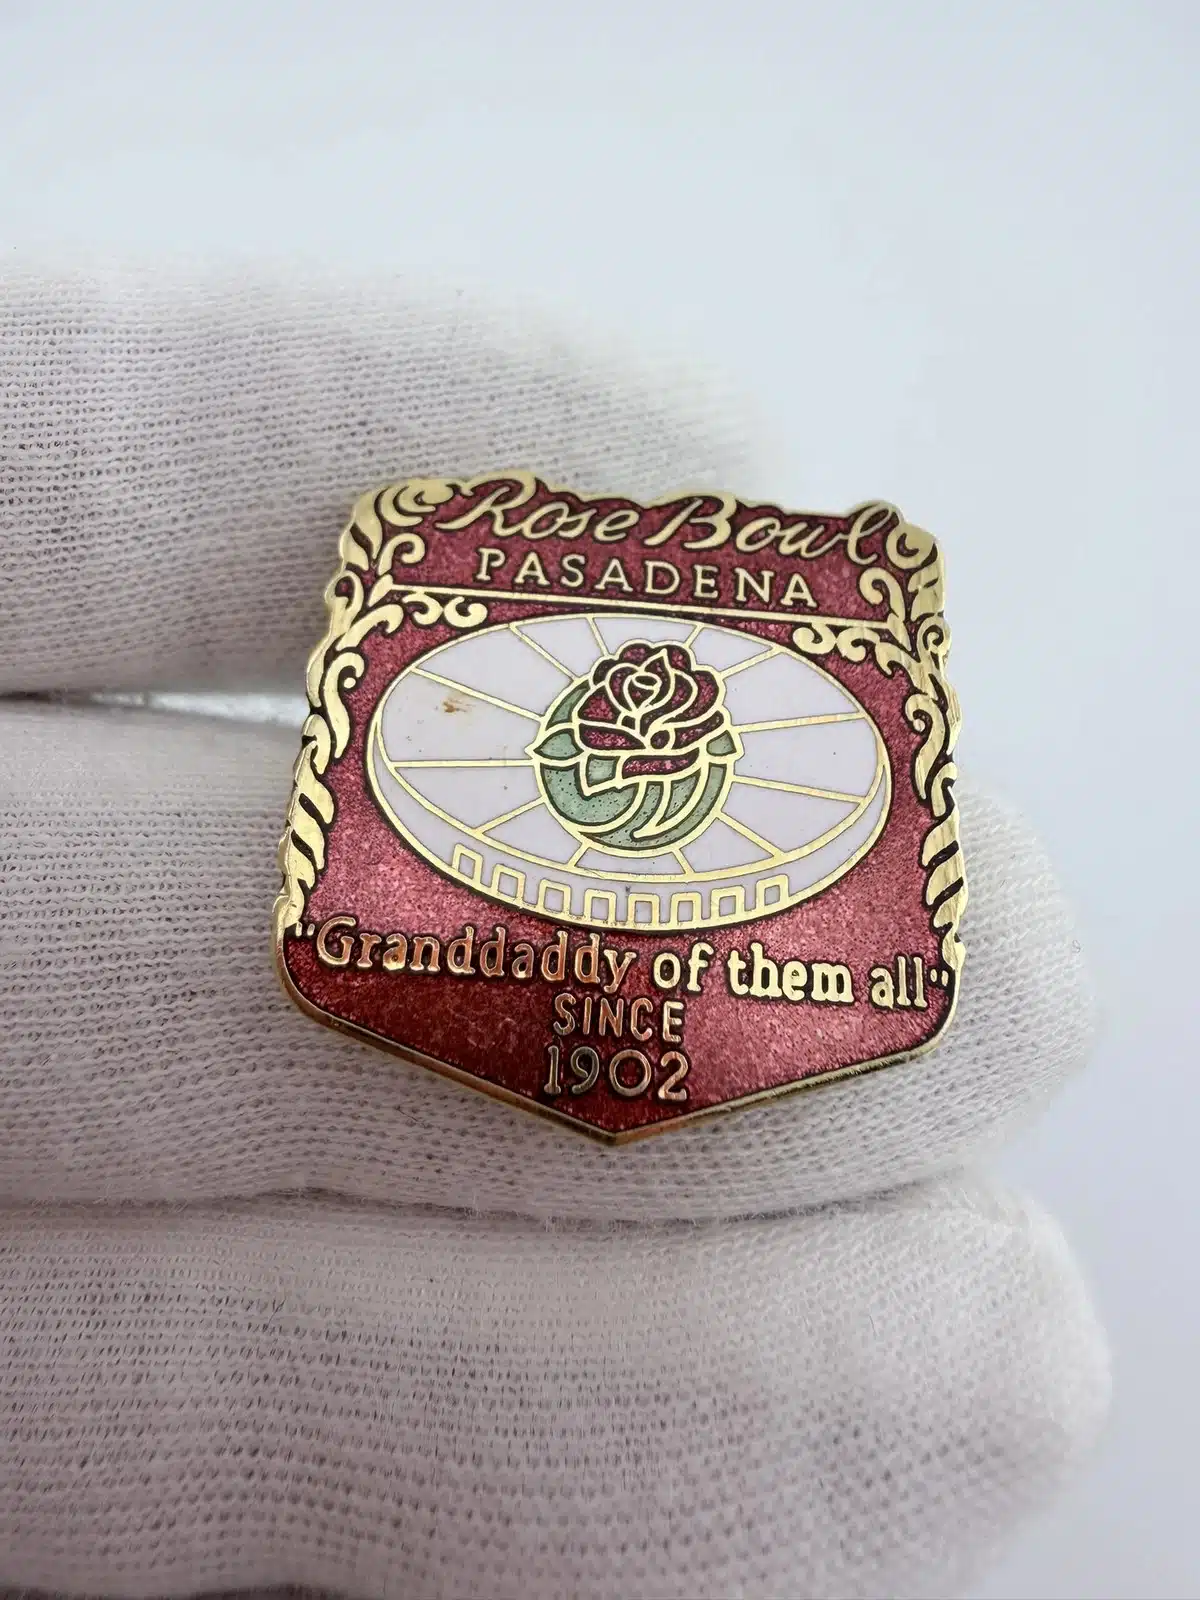 Rose Bowl
PASADENA
"Granddaddy of them all"
SINCE
1902